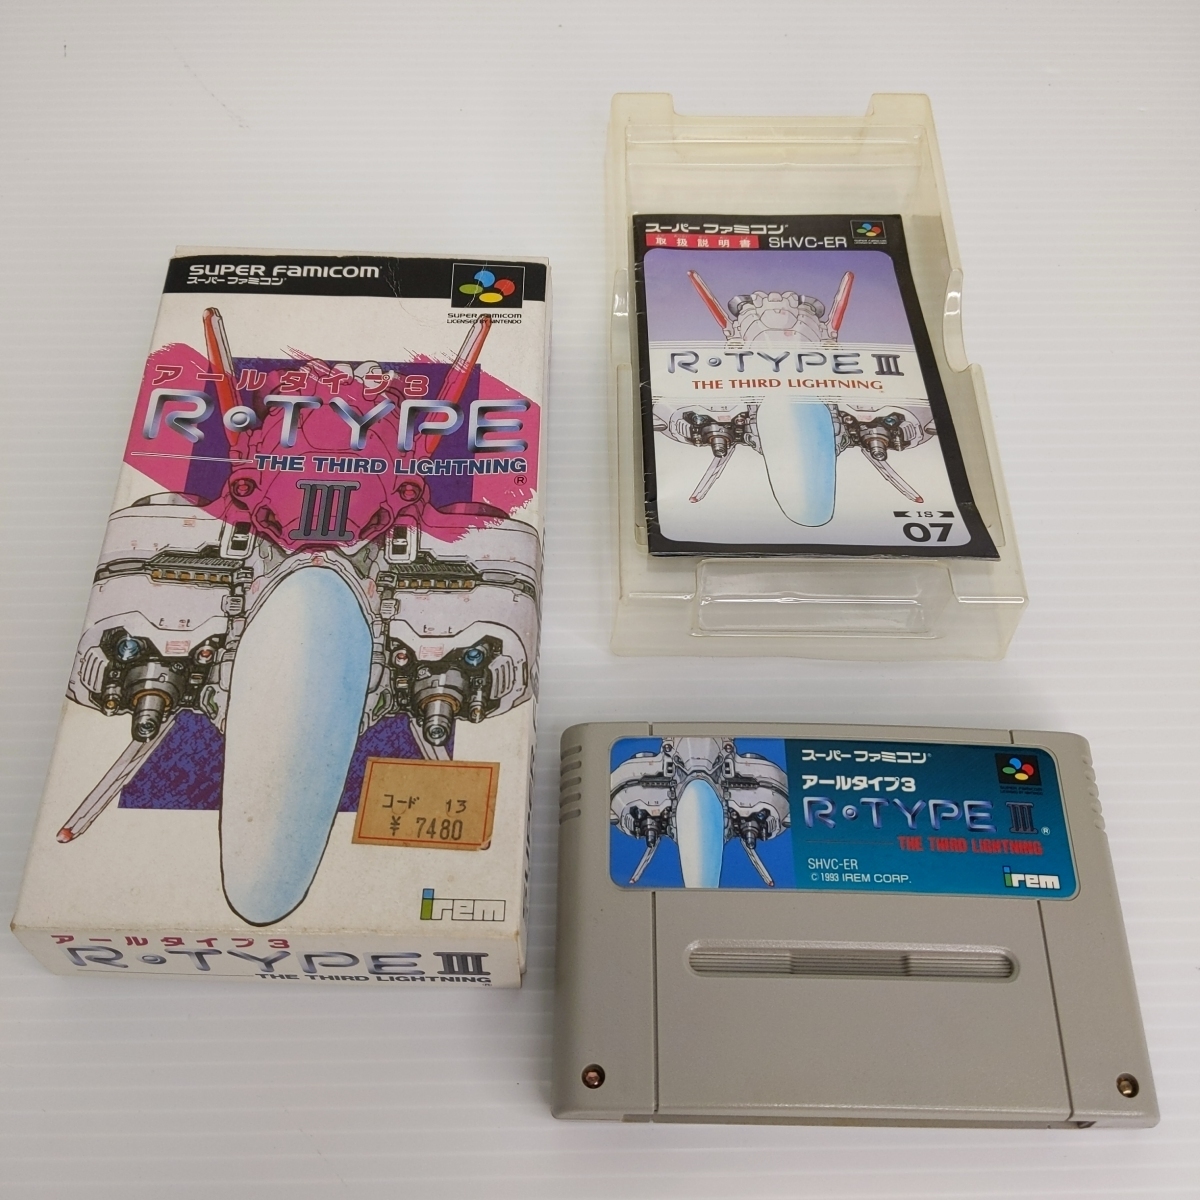 SUPER FAMICOM
スーパーファミコン
SUPER FAMICOM
LICENSED BY NINTENDO
アールタイプ3
R・TYPE
THE THIRD LIGHTNING®
III
コード 13
¥ 7480
irem
アールタイプ3
R・TYPE III
THE THIRD LIGHTNING®
スーパーファミコン
取扱説明書 SHVC-ER
R・TYPE III
THE THIRD LIGHTNING
IS
07
スーパーファミコン
アールタイプ3
R・TYPE III®
THE THIRD LIGHTNING
SHVC-ER
© 1993 IREM CORP.
irem